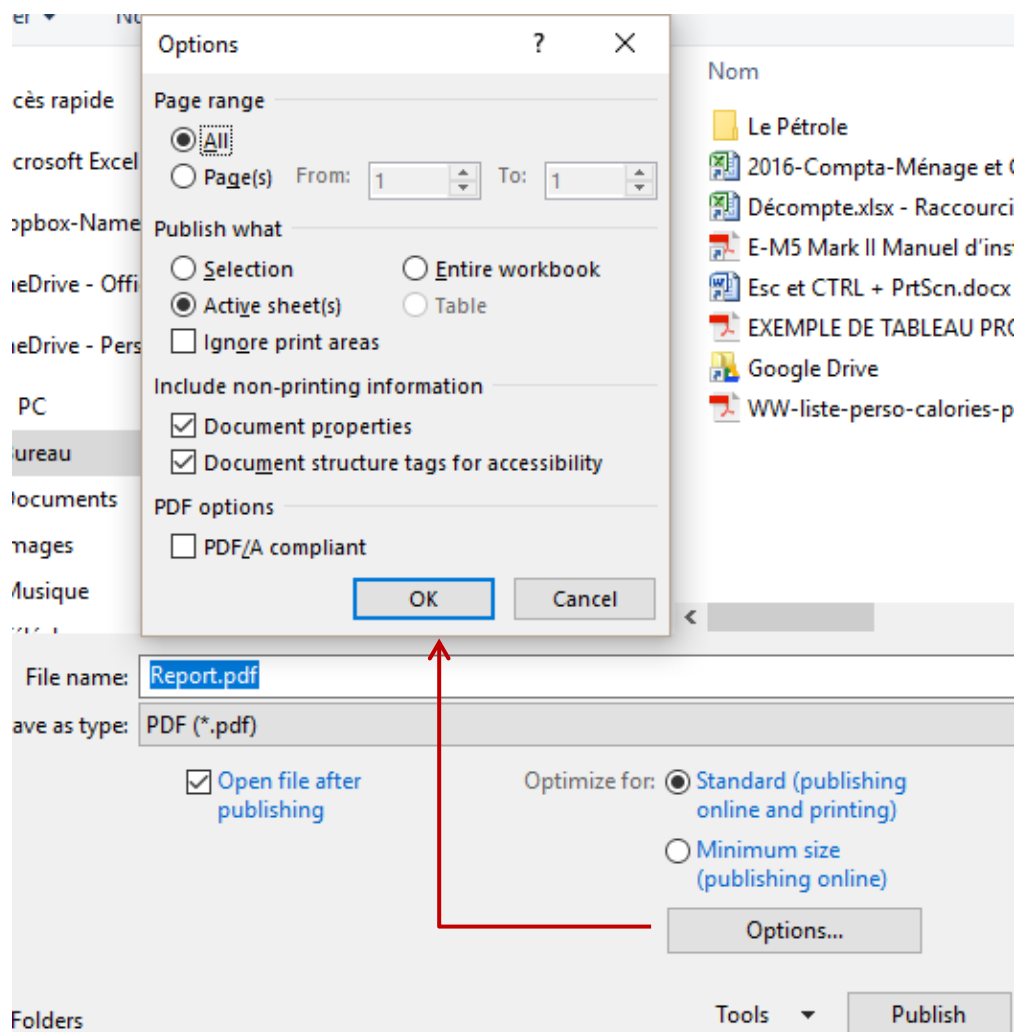 Options ?
Page range
All
Page(s) From: 1 To: 1
Publish what
Selection Entire workbook
Active sheet(s) Table
Ignore print areas
Include non-printing information
Document properties
Document structure tags for accessibility
PDF options
PDF/A compliant
OK Cancel
cès rapide
crosoft Excel
opbox-Name
neDrive - Offi
neDrive - Pers
PC
ureau
ocuments
mages
Musique
Nom
Le Pétrole
2016-Compta-Ménage et
Décompte.xlsx - Raccourci
E-M5 Mark II Manuel d'inst
Esc et CTRL + PrtScn.docx
EXEMPLE DE TABLEAU PRO
Google Drive
WW-liste-perso-calories-p
File name: Report.pdf
ave as type: PDF (*.pdf)
Open file after
publishing
Optimize for: Standard (publishing
online and printing)
Minimum size
(publishing online)
Options...
Folders
Tools Publish